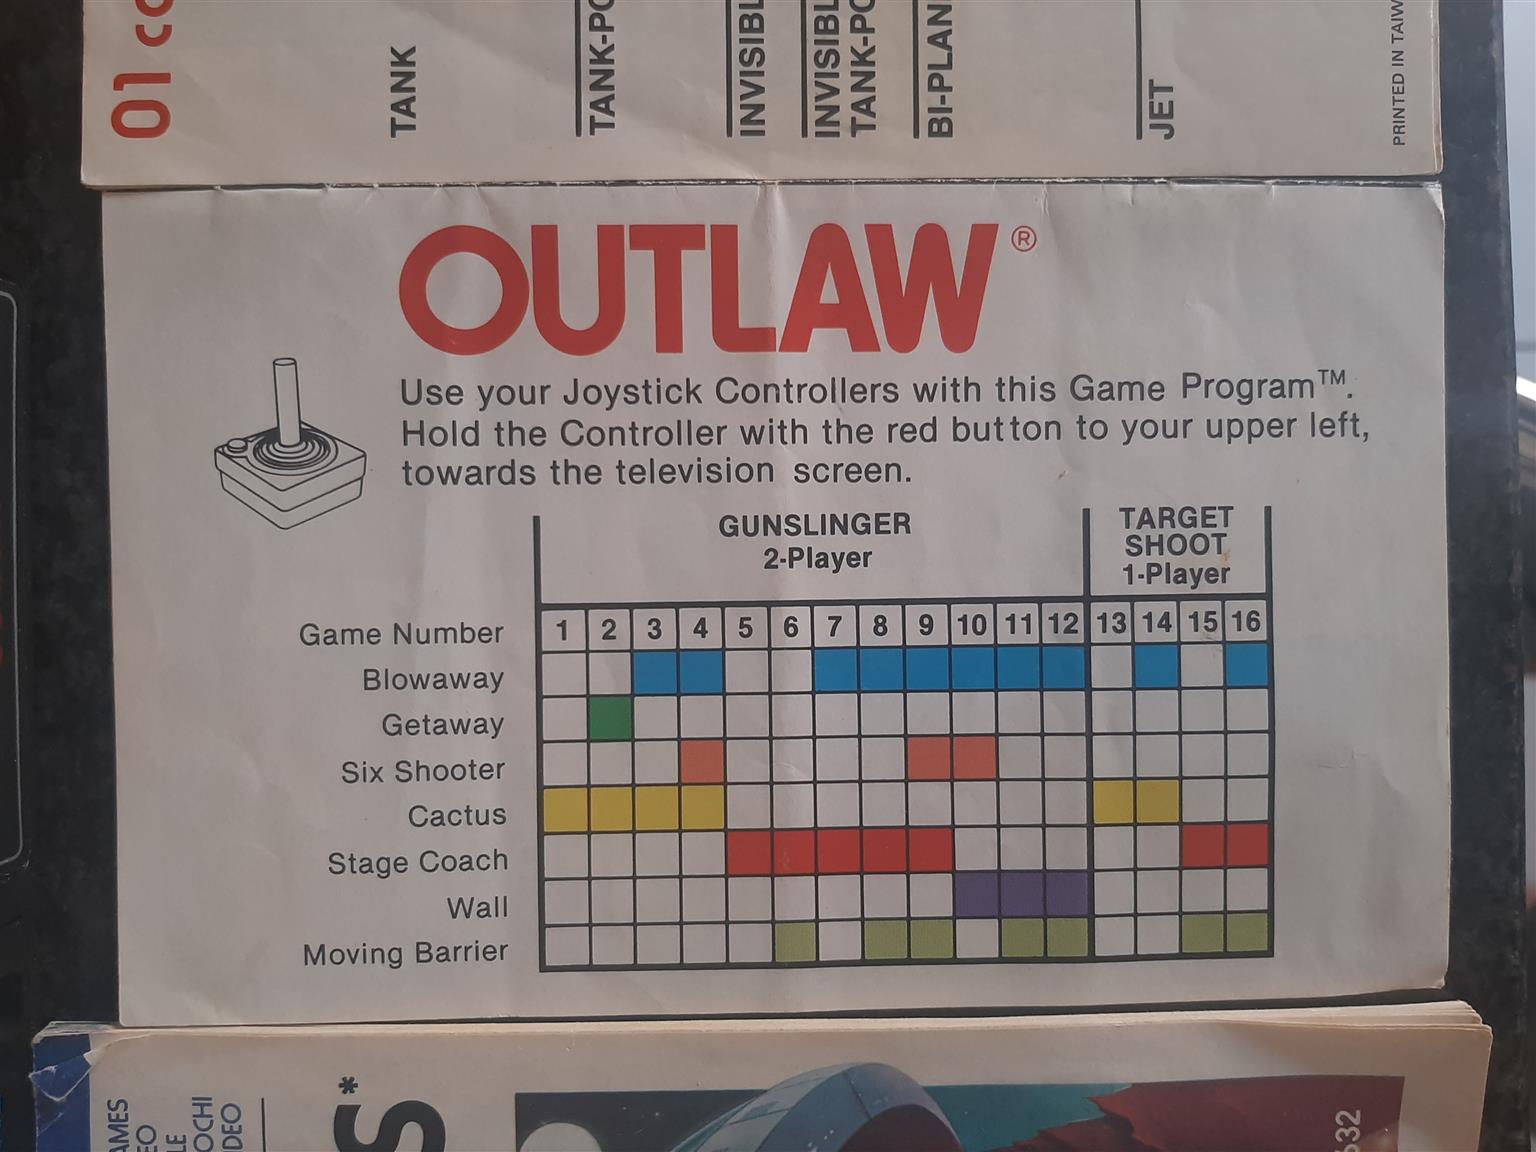 01
TANK
BI-PLAN
JET
PRINTED IN TAIW
OUTLAW®
Use your Joystick Controllers with this Game Program™.
Hold the Controller with the red button to your upper left,
towards the television screen.
GUNSLINGER
2-Player
TARGET
SHOOT
1-Player
Game Number 1 2 3 4 5 6 7 8 9 10 11 12 13 14 15 16
Blowaway
Getaway
Six Shooter
Cactus
Stage Coach
Wall
Moving Barrier
S*